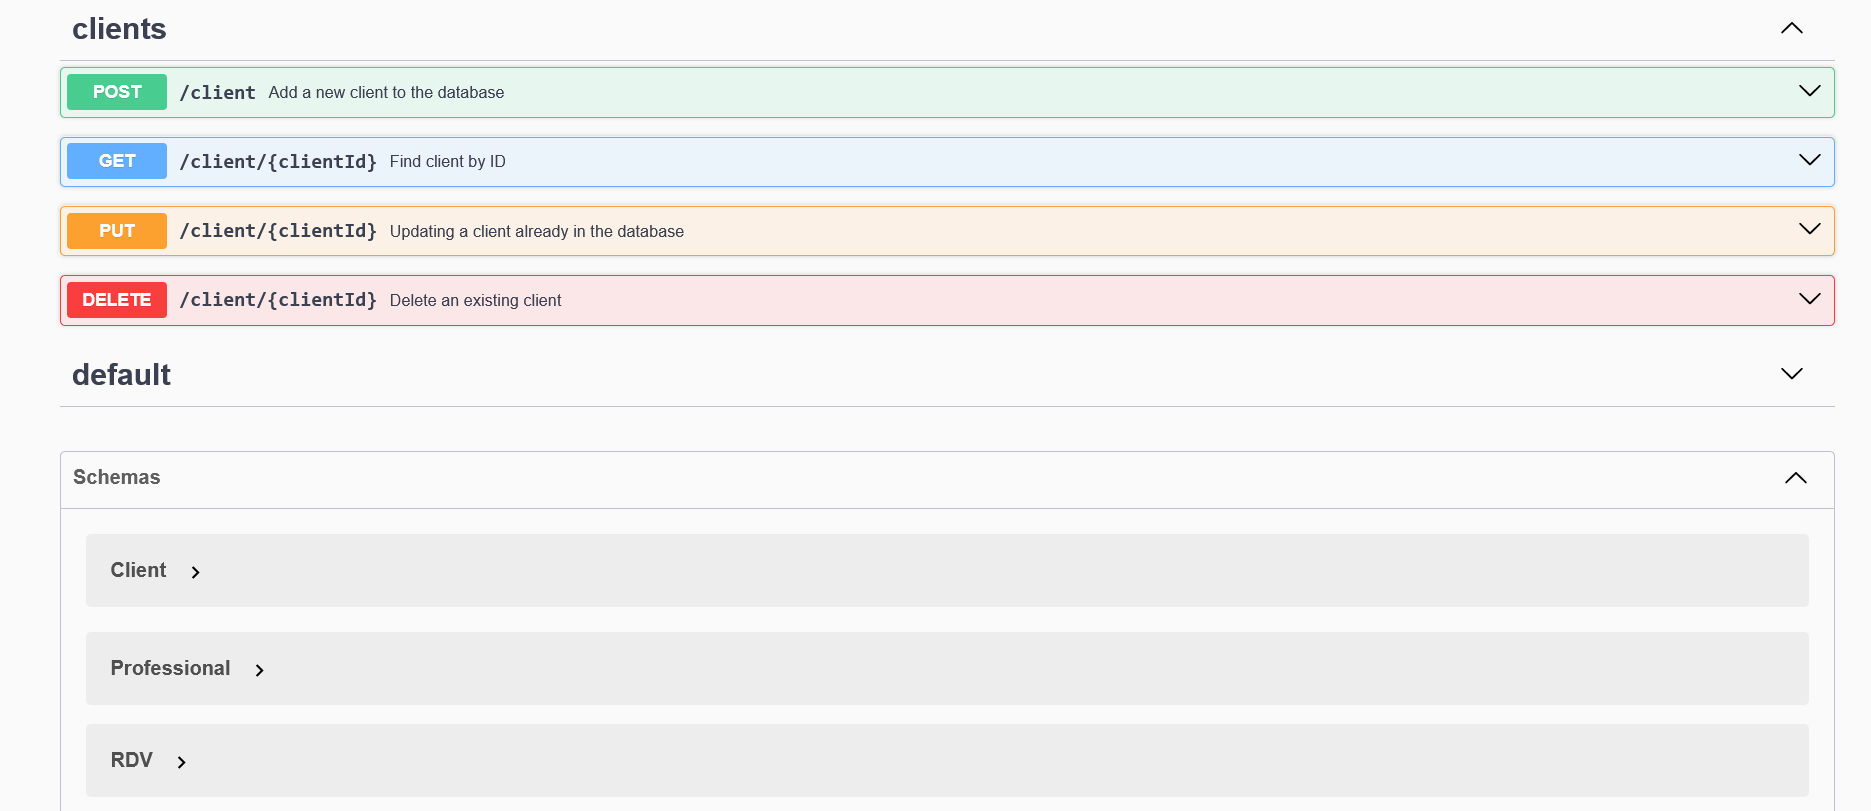 clients
POST /client Add a new client to the database
GET /client/{clientId} Find client by ID
PUT /client/{clientId} Updating a client already in the database
DELETE /client/{clientId} Delete an existing client
default
Schemas
Client
Professional
RDV